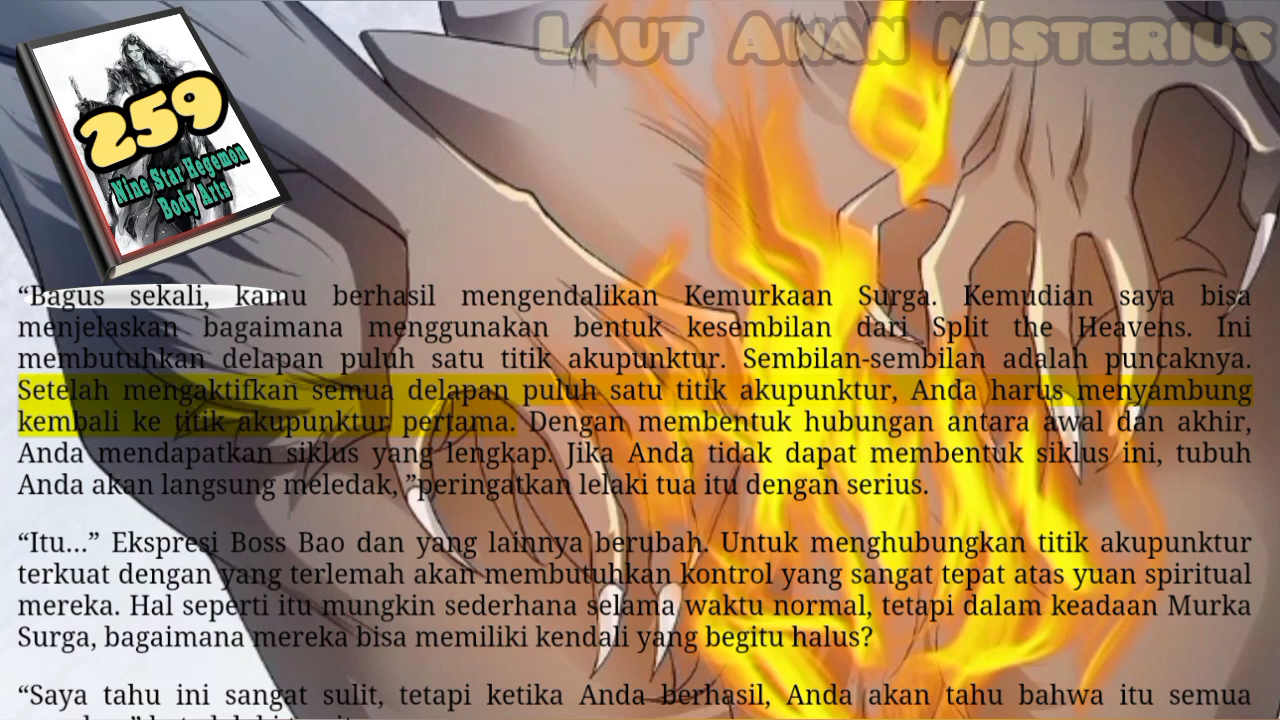 Laut Awan Misterius
259
Nine Star Hegemon
Body Arts
“Bagus sekali, kamu berhasil mengendalikan Kemurkaan Surga. Kemudian saya bisa
menjelaskan bagaimana menggunakan bentuk kesembilan dari Split the Heavens. Ini
membutuhkan delapan puluh satu titik akupunktur. Sembilan-sembilan adalah puncaknya.
Setelah mengaktifkan semua delapan puluh satu titik akupunktur, Anda harus menyambung
kembali ke titik akupunktur pertama. Dengan membentuk hubungan antara awal dan akhir,
Anda mendapatkan siklus yang lengkap. Jika Anda tidak dapat membentuk siklus ini, tubuh
Anda akan langsung meledak, ”peringatkan lelaki tua itu dengan serius.
“Itu…” Ekspresi Boss Bao dan yang lainnya berubah. Untuk menghubungkan titik akupunktur
terkuat dengan yang terlemah akan membutuhkan kontrol yang sangat tepat atas yuan spiritual
mereka. Hal seperti itu mungkin sederhana selama waktu normal, tetapi dalam keadaan Murka
Surga, bagaimana mereka bisa memiliki kendali yang begitu halus?
“Saya tahu ini sangat sulit, tetapi ketika Anda berhasil, Anda akan tahu bahwa itu semua